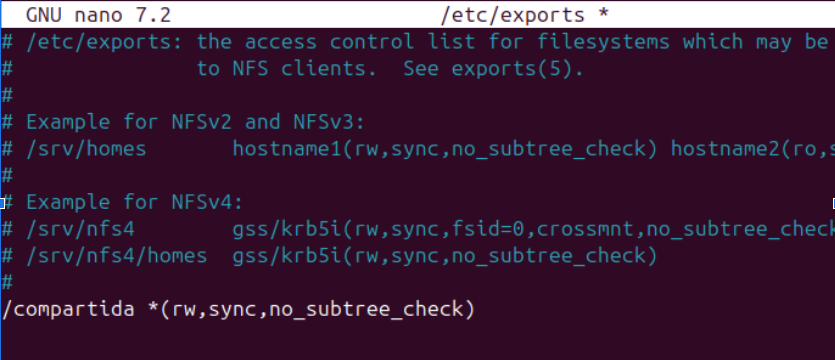 GNU nano 7.2 /etc/exports *
# /etc/exports: the access control list for filesystems which may be
# to NFS clients. See exports(5).
#
# Example for NFSv2 and NFSv3:
# /srv/homes hostname1(rw,sync,no_subtree_check) hostname2(ro,s
#
# Example for NFSv4:
# /srv/nfs4 gss/krb5i(rw,sync,fsid=0,crossmnt,no_subtree_check
# /srv/nfs4/homes gss/krb5i(rw,sync,no_subtree_check)
#
/compartida *(rw,sync,no_subtree_check)